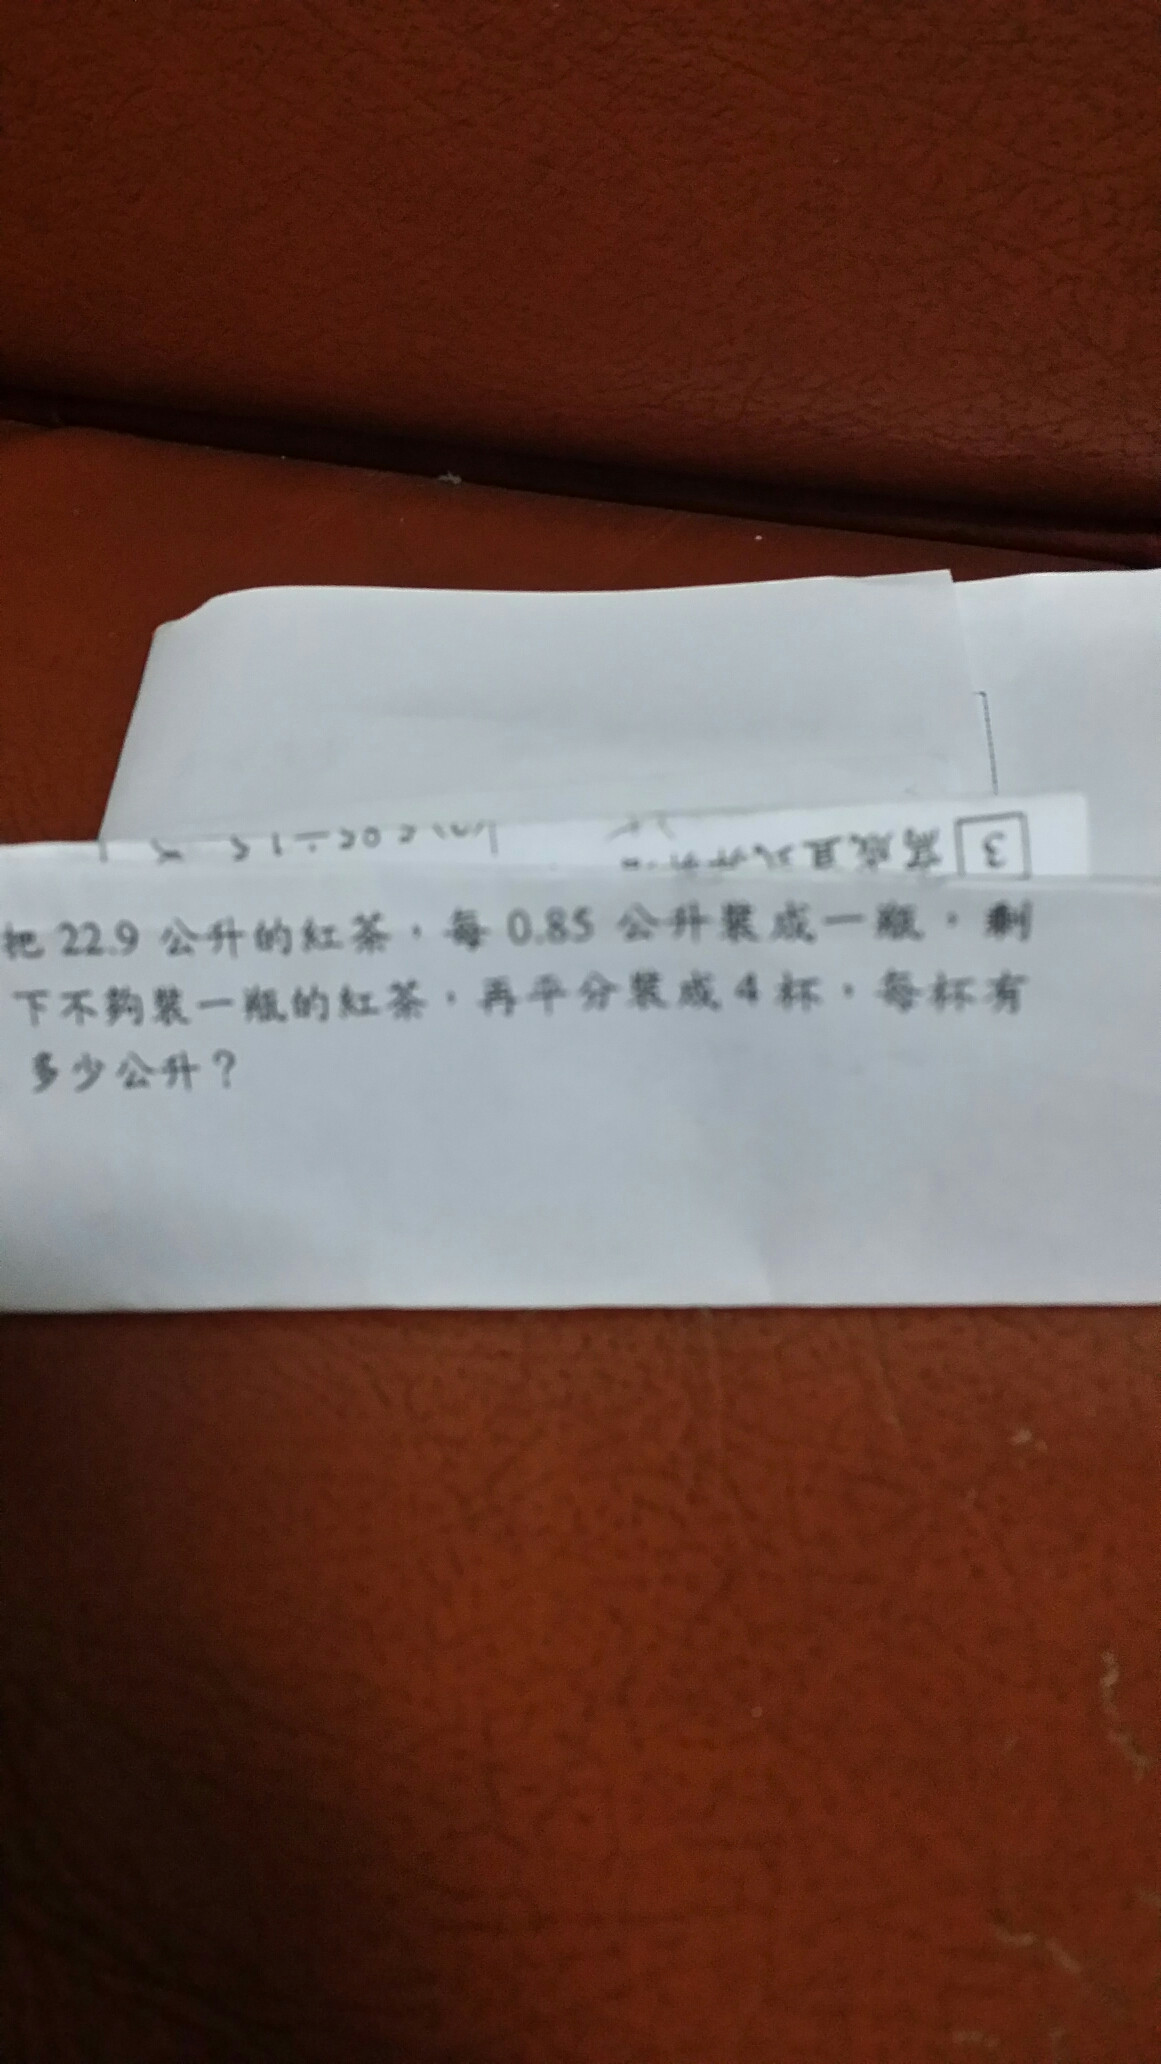 3
把 22.9 公升的紅茶，每 0.85 公升裝成一瓶，剩
下不夠裝一瓶的紅茶，再平分裝成 4 杯，每杯有
多少公升？